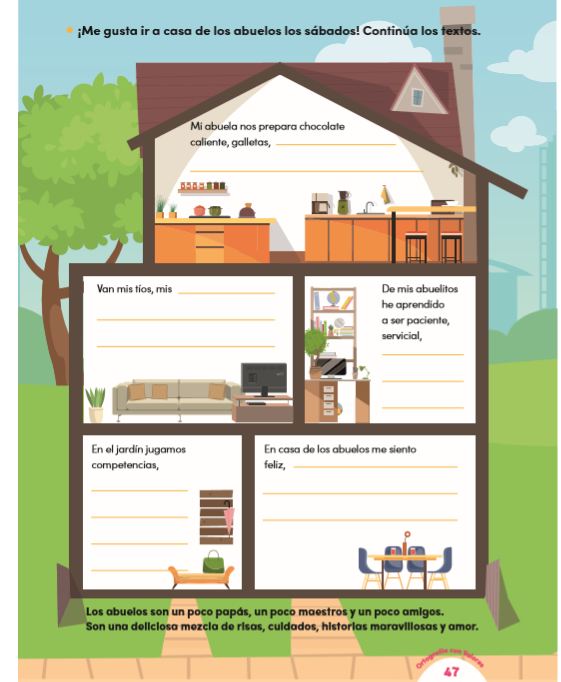 ¡Me gusta ir a casa de los abuelos los sábados! Continúa los textos.
Mi abuela nos prepara chocolate
caliente, galletas,
Van mis tíos, mis
De mis abuelitos
he aprendido
a ser paciente,
servicial,
En el jardín jugamos
competencias,
En casa de los abuelos me siento
feliz,
Los abuelos son un poco papás, un poco maestros y un poco amigos.
Son una deliciosa mezcla de risas, cuidados, historias maravillosas y amor.
Ortografía con Valores
47